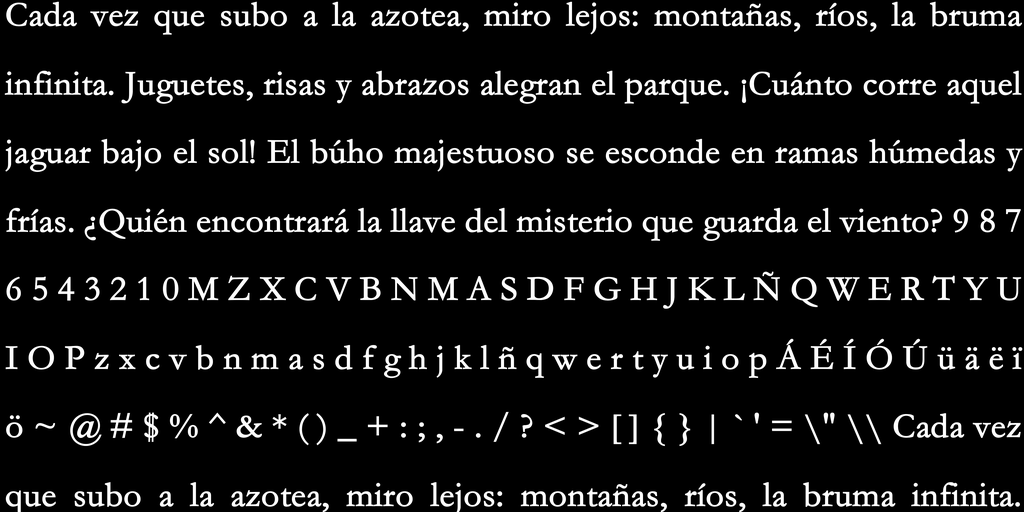 Cada vez que subo a la azotea, miro lejos: montañas, ríos, la bruma
infinita. Juguetes, risas y abrazos alegran el parque. ¡Cuánto corre aquel
jaguar bajo el sol! El búho majestuoso se esconde en ramas húmedas y
frías. ¿Quién encontrará la llave del misterio que guarda el viento? 9 8 7
6 5 4 3 2 1 0 M Z X C V B N M A S D F G H J K L Ñ Q W E R T Y U
I O P z x c v b n m a s d f g h j k l ñ q w e r t y u i o p Á É Í Ó Ú ü ä ë ï
ö ~ @ # $ % ^ & * ( ) _ + : ; , - . / ? < > [ ] { } | ` ' = \" \\ Cada vez
que subo a la azotea, miro lejos: montañas, ríos, la bruma infinita.